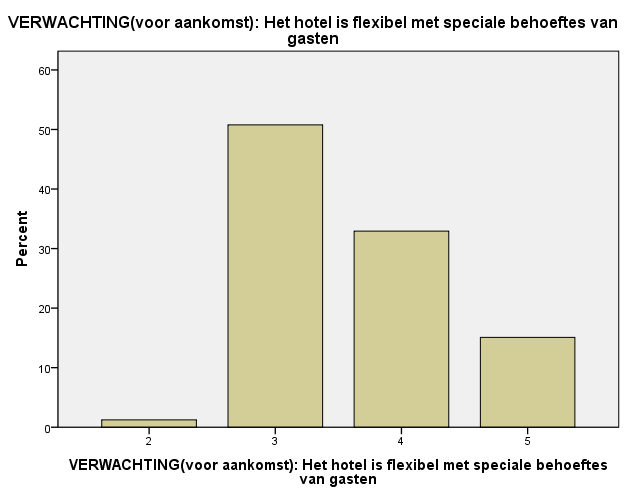 VERWACHTING(voor aankomst): Het hotel is flexibel met speciale behoeftes van
gasten
60
50
40
30
20
10
0
Percent
2
3
4
5
VERWACHTING(voor aankomst): Het hotel is flexibel met speciale behoeftes
van gasten